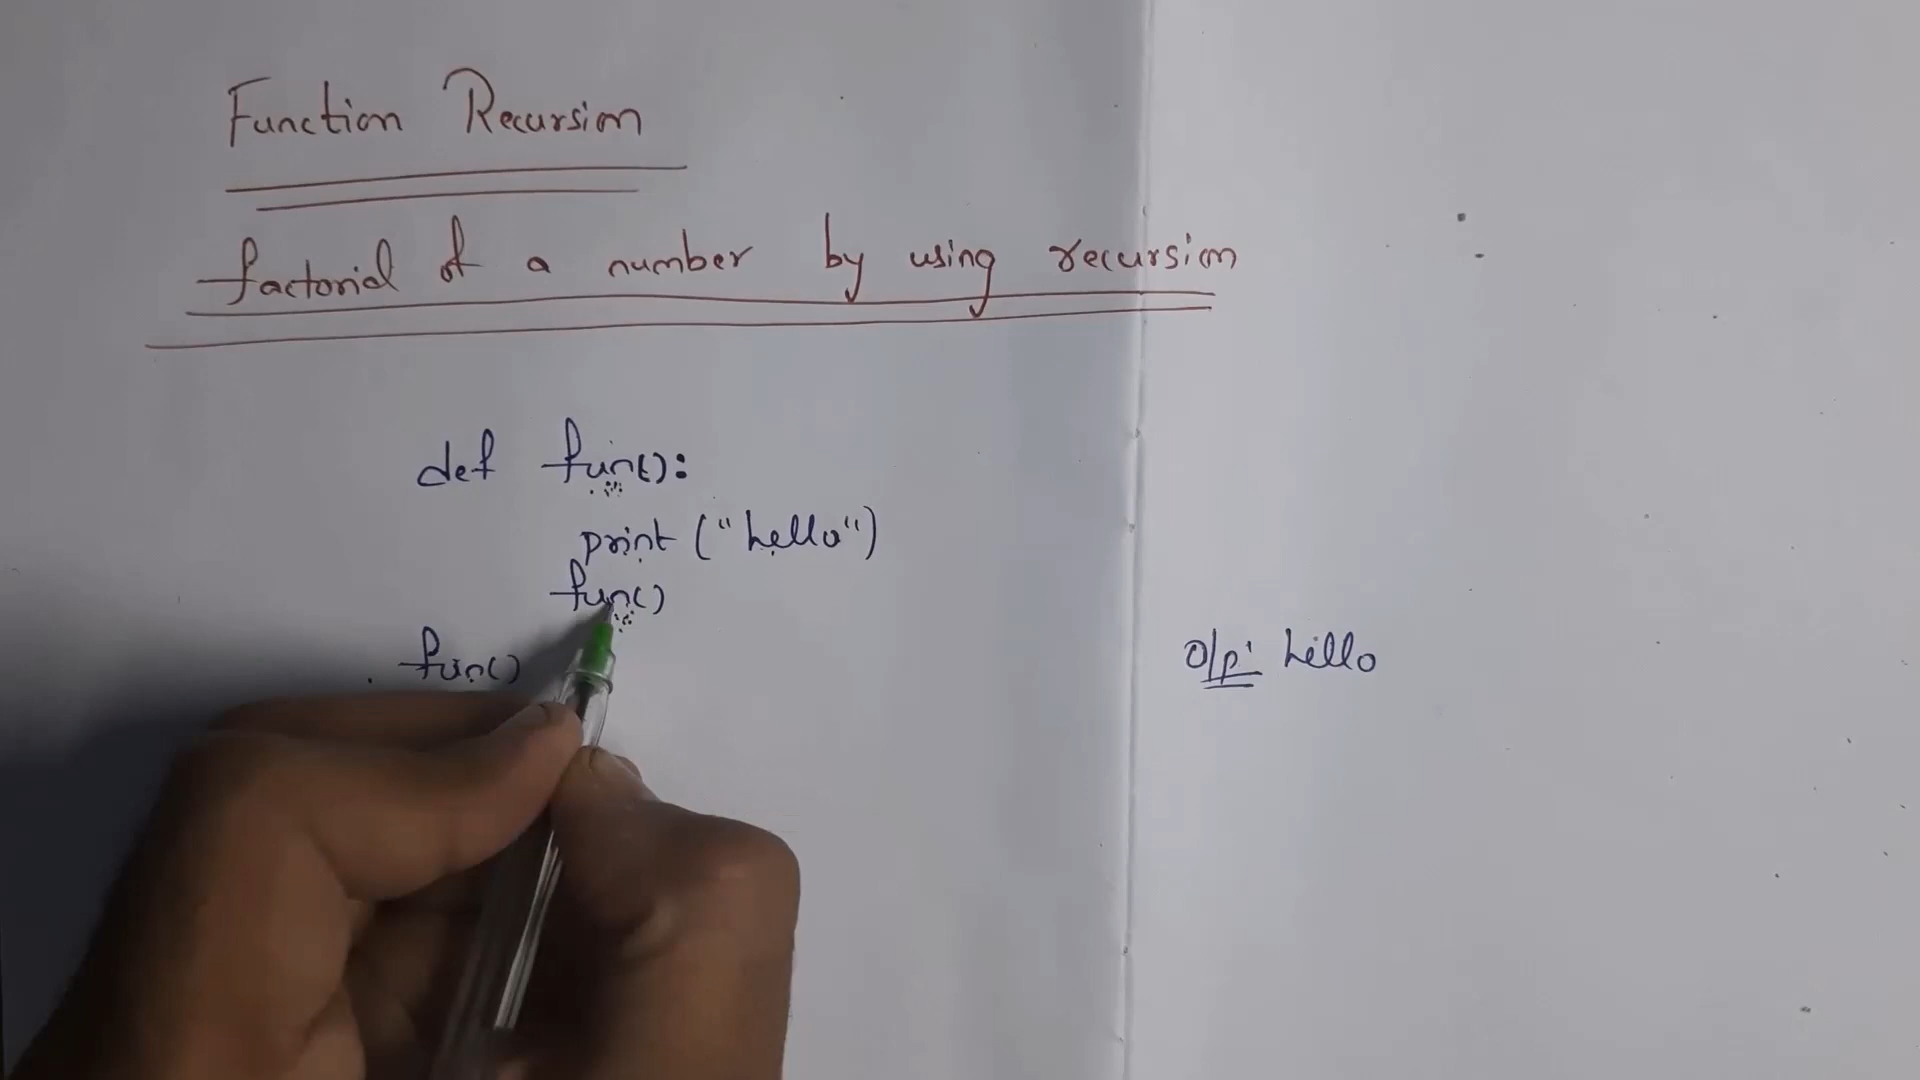 Function Recursion
factorial of a number by using recursion
def fun():
print ("hello")
fun()
fun()
O/p: hello